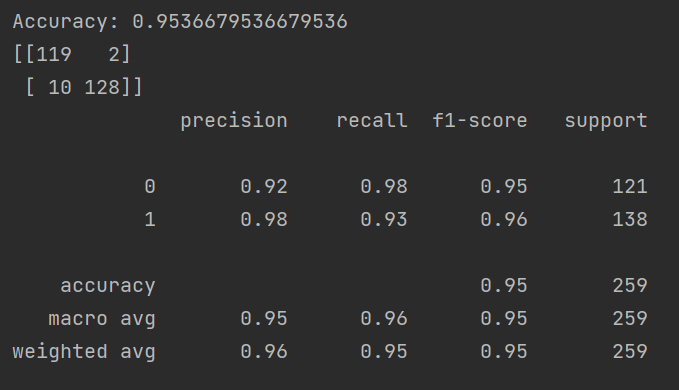 Accuracy: 0.9536679536679536
[[119   2]
 [ 10 128]]
              precision    recall  f1-score   support

           0       0.92      0.98      0.95       121
           1       0.98      0.93      0.96       138

    accuracy                           0.95       259
   macro avg       0.95      0.96      0.95       259
weighted avg       0.96      0.95      0.95       259